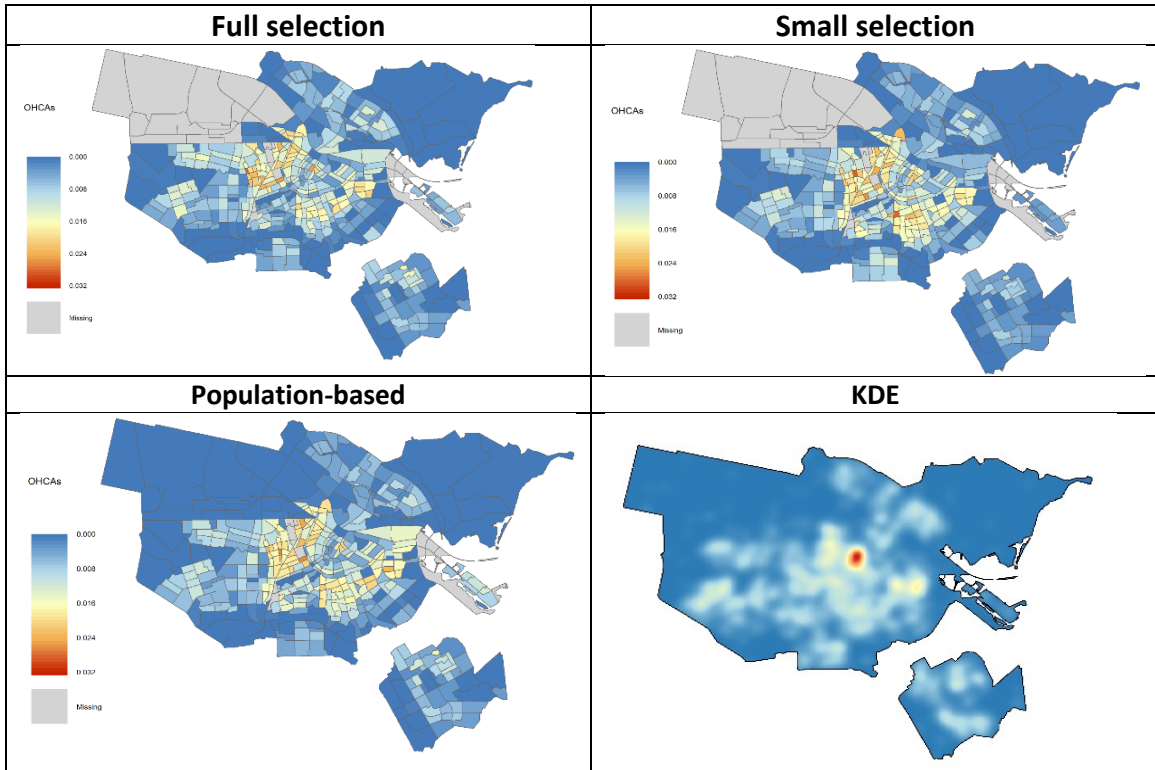 Full selection
Small selection
OHCAs
0.000
0.008
0.016
0.024
0.032
Missing
OHCAs
0.000
0.008
0.016
0.024
0.032
Missing
Population-based
KDE
OHCAs
0.000
0.008
0.016
0.024
0.032
Missing